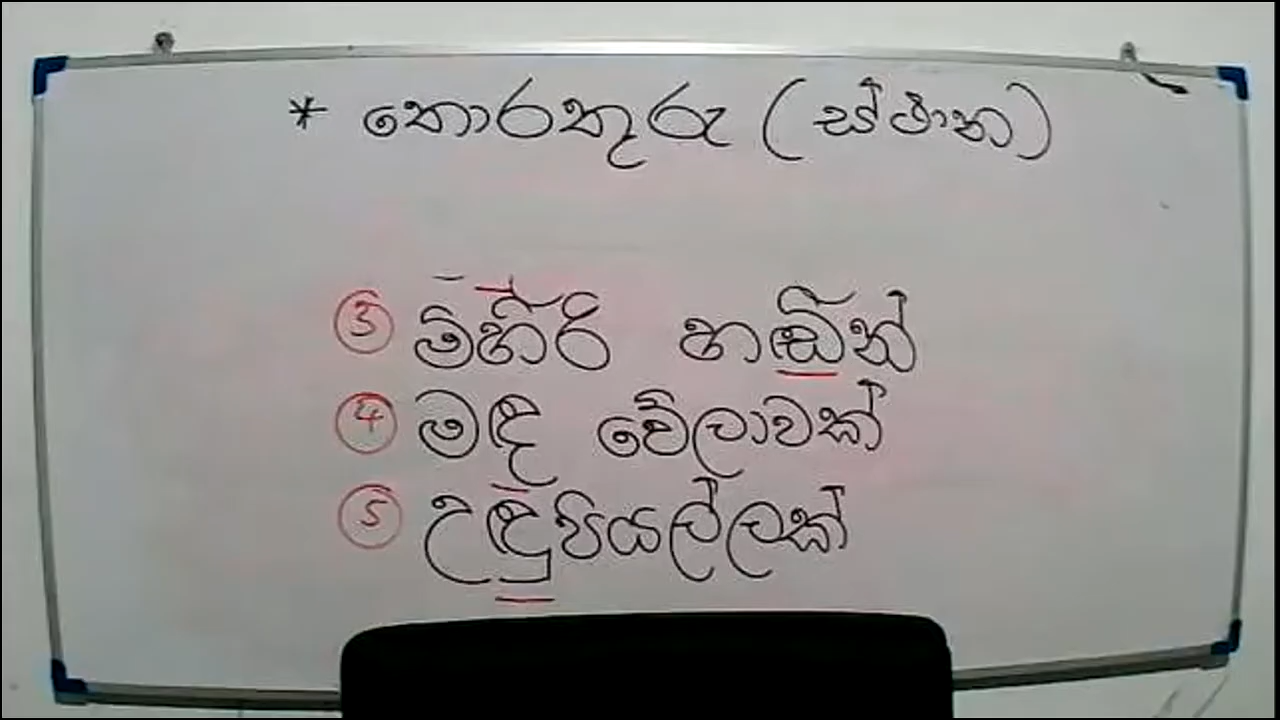 * තොරතුරු (ස්ථාන)
③ මිහිරි හඬින්
④ මඳ වේලාවක්
⑤ උඳුපියල්ලක්